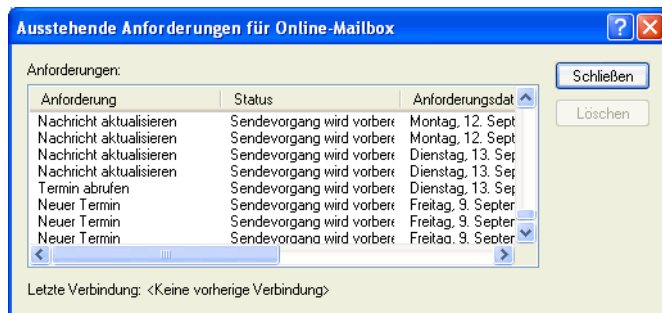 Ausstehende Anforderungen für Online-Mailbox
Anforderungen:
Schließen
Löschen
Anforderung Status Anforderungsdat
Nachricht aktualisieren Sendevorgang wird vorbere Montag, 12. Sept
Nachricht aktualisieren Sendevorgang wird vorbere Montag, 12. Sept
Nachricht aktualisieren Sendevorgang wird vorbere Dienstag, 13. Sep
Nachricht aktualisieren Sendevorgang wird vorbere Dienstag, 13. Sep
Termin abrufen Sendevorgang wird vorbere Dienstag, 13. Sep
Neuer Termin Sendevorgang wird vorbere Freitag, 9. Septer
Neuer Termin Sendevorgang wird vorbere Freitag, 9. Septer
Neuer Termin Sendevorgang wird vorbere Freitag, 9. Septer
Letzte Verbindung: <Keine vorherige Verbindung>